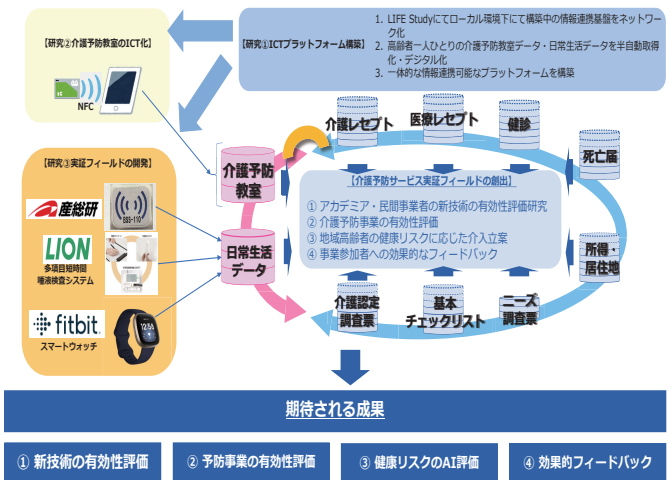 【研究②介護予防教室のICT化】
NFC
【研究①ICTプラットフォーム構築】
1. LIFE Studyにてローカル環境下にて構築中の情報連携基盤をネットワー
ク化
2. 高齢者一人ひとりの介護予防教室データ・日常生活データを半自動取得
化・デジタル化
3. 一体的な情報連携可能なプラットフォームを構築
介護レセプト
医療レセプト
健診
死亡届
【研究③実証フィールドの開発】
産総研
BBS-110
LION
多項目短時間
唾液検査システム
fitbit
スマートウォッチ
介護予防
教室
日常生活
データ
【介護予防サービス実証フィールドの創出】
① アカデミア・民間事業者の新技術の有効性評価研究
② 介護予防事業の有効性評価
③ 地域高齢者の健康リスクに応じた介入立案
④ 事業参加者への効果的なフィードバック
所得・
居住地
介護認定
調査票
基本
チェックリスト
ニーズ
調査票
期待される成果
① 新技術の有効性評価
② 予防事業の有効性評価
③ 健康リスクのAI評価
④ 効果的フィードバック